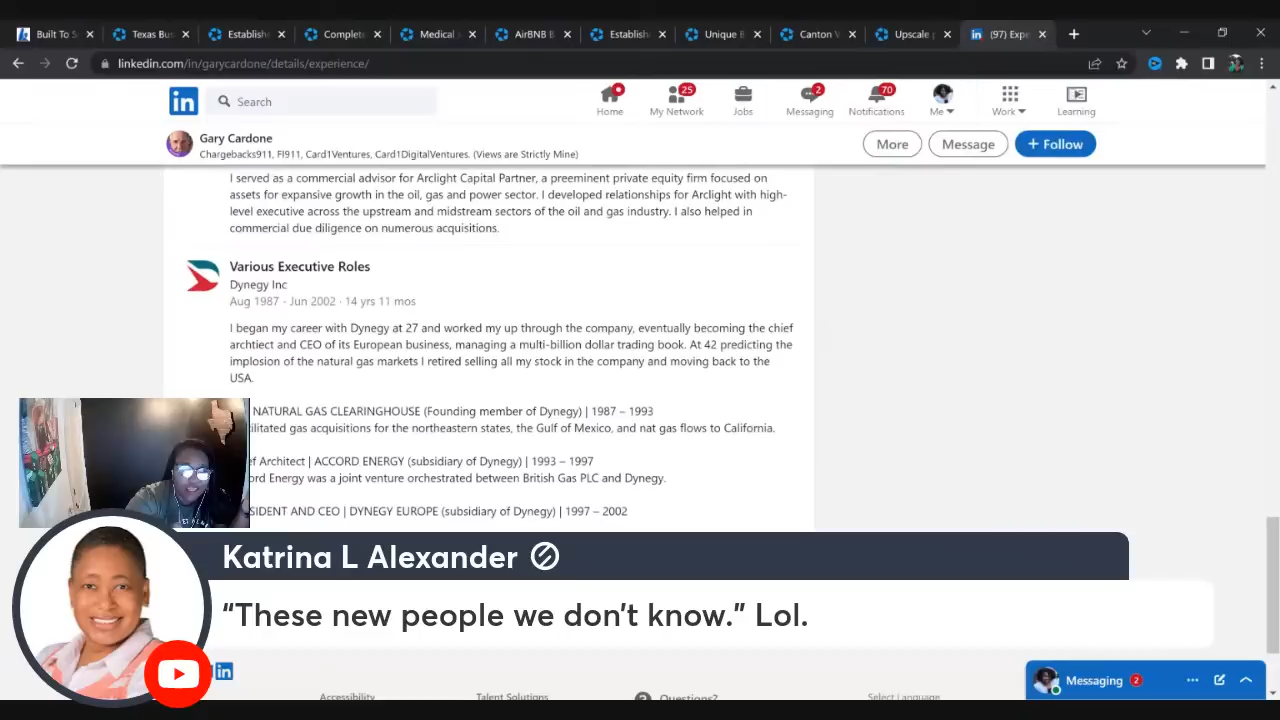 Built To S
Texas Bus
Establishe
Complete
Medical s
AirBNB B
Establish
Unique B
Canton V
Upscale p
(97) Expe
linkedin.com/in/garycardone/details/experience/
Search
Home
25
My Network
Jobs
2
Messaging
70
Notifications
Me
Work
Learning
Gary Cardone
Chargebacks911, FI911, Card1Ventures, Card1DigitalVentures. (Views are Strictly Mine)
More
Message
+ Follow
I served as a commercial advisor for Arclight Capital Partner, a preeminent private equity firm focused on
assets for expansive growth in the oil, gas and power sector. I developed relationships for Arclight with high-
level executive across the upstream and midstream sectors of the oil and gas industry. I also helped in
commercial due diligence on numerous acquisitions.
Various Executive Roles
Dynegy Inc
Aug 1987 - Jun 2002 · 14 yrs 11 mos
I began my career with Dynegy at 27 and worked my up through the company, eventually becoming the chief
archtiect and CEO of its European business, managing a multi-billion dollar trading book. At 42 predicting the
implosion of the natural gas markets I retired selling all my stock in the company and moving back to the
USA.
NATURAL GAS CLEARINGHOUSE (Founding member of Dynegy) | 1987 – 1993
ilitated gas acquisitions for the northeastern states, the Gulf of Mexico, and nat gas flows to California.
ef Architect | ACCORD ENERGY (subsidiary of Dynegy) | 1993 – 1997
ord Energy was a joint venture orchestrated between British Gas PLC and Dynegy.
SIDENT AND CEO | DYNEGY EUROPE (subsidiary of Dynegy) | 1997 – 2002
Katrina L Alexander
“These new people we don’t know.” Lol.
in
Accessibility
Talent Solutions
Questions?
Select Language
Messaging 2